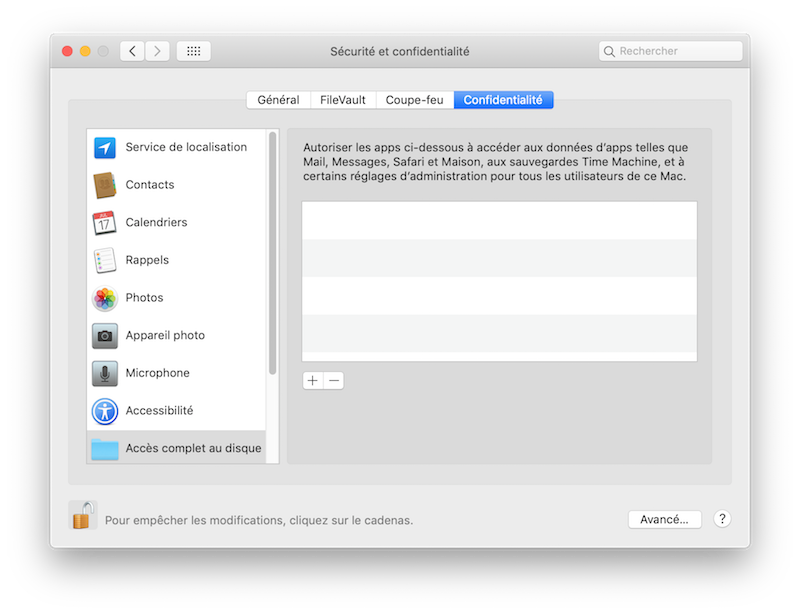 Sécurité et confidentialité
Rechercher
Général
FileVault
Coupe-feu
Confidentialité
Service de localisation
Contacts
JUL
17
Calendriers
Rappels
Photos
Appareil photo
Microphone
Accessibilité
Accès complet au disque
Autoriser les apps ci-dessous à accéder aux données d’apps telles que
Mail, Messages, Safari et Maison, aux sauvegardes Time Machine, et à
certains réglages d’administration pour tous les utilisateurs de ce Mac.
+
−
Pour empêcher les modifications, cliquez sur le cadenas.
Avancé...
?